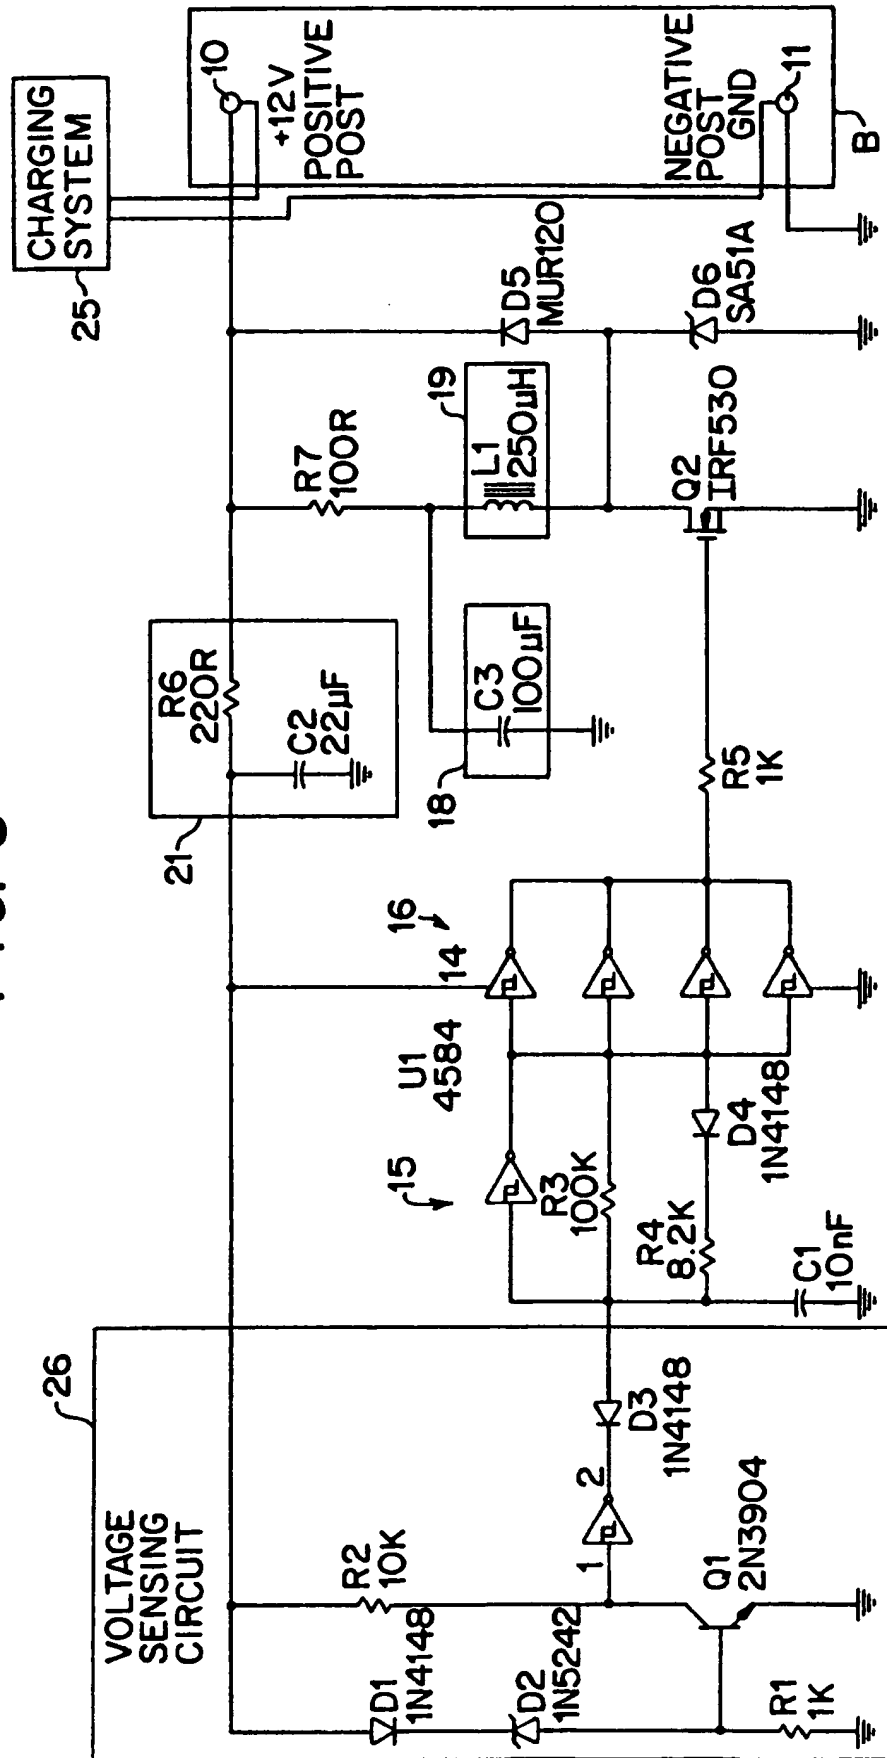 26
VOLTAGE
SENSING
CIRCUIT
D1
1N4148
D2
1N5242
R1
1K
R2
10K
Q1
2N3904
1
2
D3
1N4148
15
R3
100K
R4
8.2K
C1
10nF
D4
1N4148
U1
4584
14
16
21
R6
220R
C2
22µF
18
C3
100µF
R5
1K
R7
100R
19
L1
250µH
Q2
IRF530
D5
MUR120
D6
SA51A
25
CHARGING
SYSTEM
10
+12V
POSITIVE
POST
NEGATIVE
POST
GND
11
B